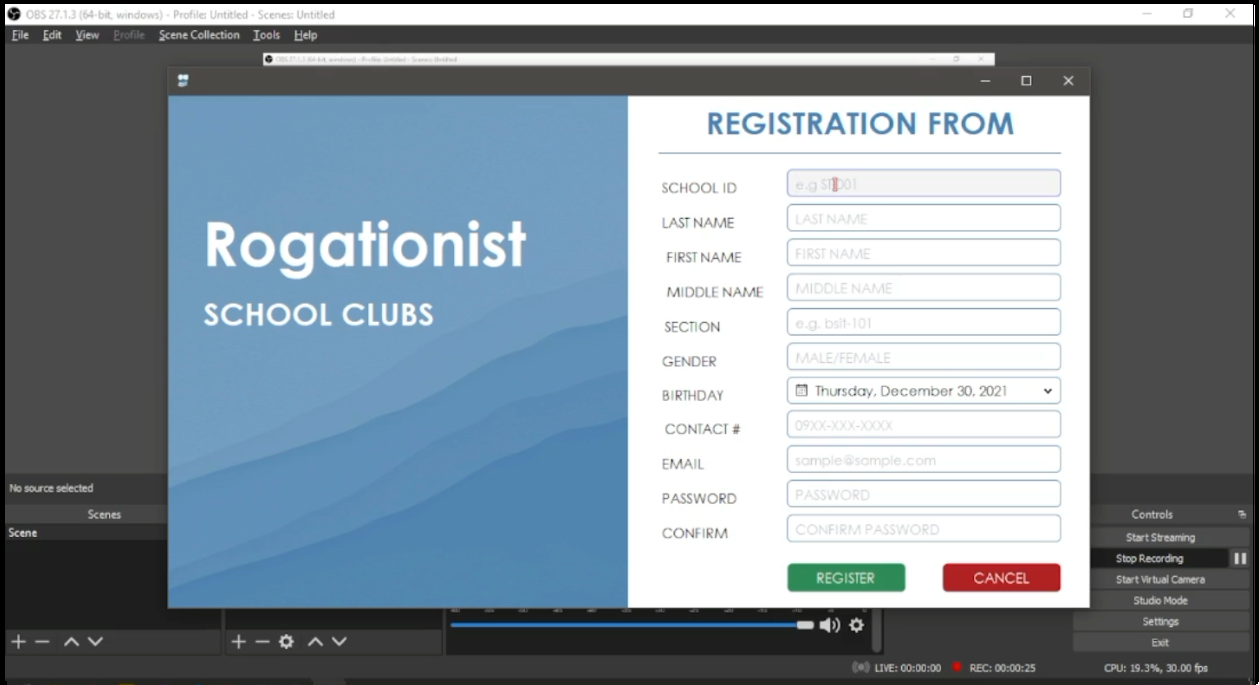 OBS 27.1.3 (64-bit, windows) - Profile: Untitled - Scenes: Untitled
File Edit View Profile Scene Collection Tools Help
OBS 27.1.3 (64-bit, windows) - Profile: Untitled - Scenes: Untitled
REGISTRATION FROM
Rogationist
SCHOOL CLUBS
SCHOOL ID
e.g ST-001
LAST NAME
LAST NAME
FIRST NAME
FIRST NAME
MIDDLE NAME
MIDDLE NAME
SECTION
e.g. bsit-101
GENDER
MALE/FEMALE
BIRTHDAY
Thursday, December 30, 2021
CONTACT #
09XX-XXX-XXXX
EMAIL
sample@sample.com
PASSWORD
PASSWORD
CONFIRM
CONFIRM PASSWORD
REGISTER CANCEL
No source selected
Scenes
Scene
Controls
Start Streaming
Stop Recording
Start Virtual Camera
Studio Mode
Settings
Exit
LIVE: 00:00:00 REC: 00:00:25 CPU: 19.3%, 30.00 fps